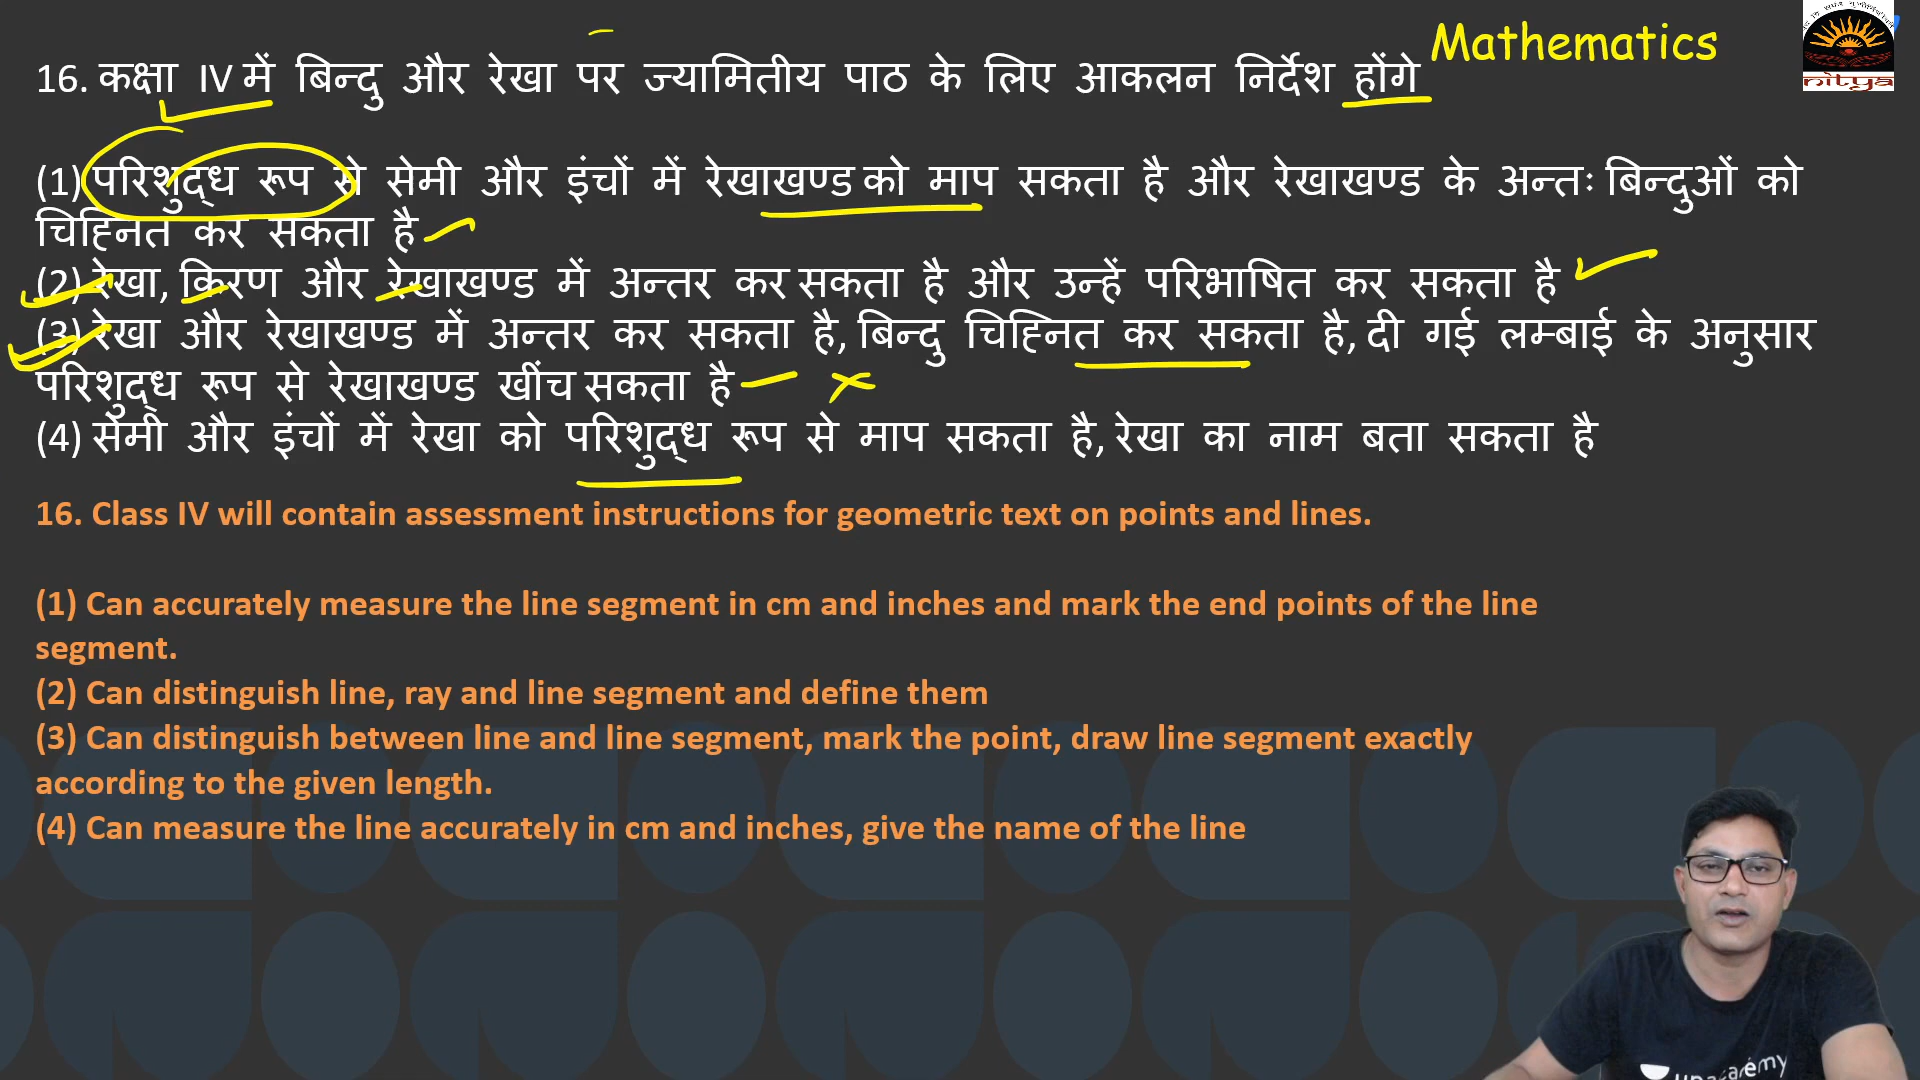 Mathematics
nitya
16. कक्षा IV में बिन्दु और रेखा पर ज्यामितीय पाठ के लिए आकलन निर्देश होंगे
(1) परिशुद्ध रूप से सेमी और इंचों में रेखाखण्ड को माप सकता है और रेखाखण्ड के अन्तः बिन्दुओं को
चिह्नित कर सकता है
(2) रेखा, किरण और रेखाखण्ड में अन्तर कर सकता है और उन्हें परिभाषित कर सकता है
(3) रेखा और रेखाखण्ड में अन्तर कर सकता है, बिन्दु चिह्नित कर सकता है, दी गई लम्बाई के अनुसार
परिशुद्ध रूप से रेखाखण्ड खींच सकता है
(4) सेमी और इंचों में रेखा को परिशुद्ध रूप से माप सकता है, रेखा का नाम बता सकता है
16. Class IV will contain assessment instructions for geometric text on points and lines.
(1) Can accurately measure the line segment in cm and inches and mark the end points of the line
segment.
(2) Can distinguish line, ray and line segment and define them
(3) Can distinguish between line and line segment, mark the point, draw line segment exactly
according to the given length.
(4) Can measure the line accurately in cm and inches, give the name of the line
unacademy